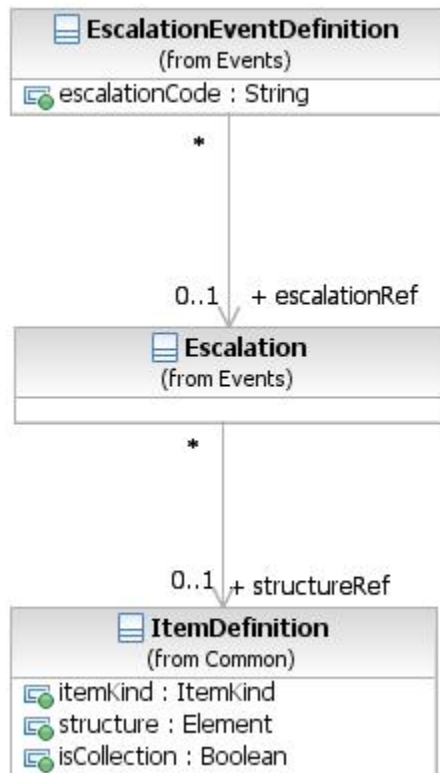 EscalationEventDefinition
(from Events)
escalationCode : String
*
0..1 + escalationRef
Escalation
(from Events)
*
0..1 + structureRef
ItemDefinition
(from Common)
itemKind : ItemKind
structure : Element
isCollection : Boolean